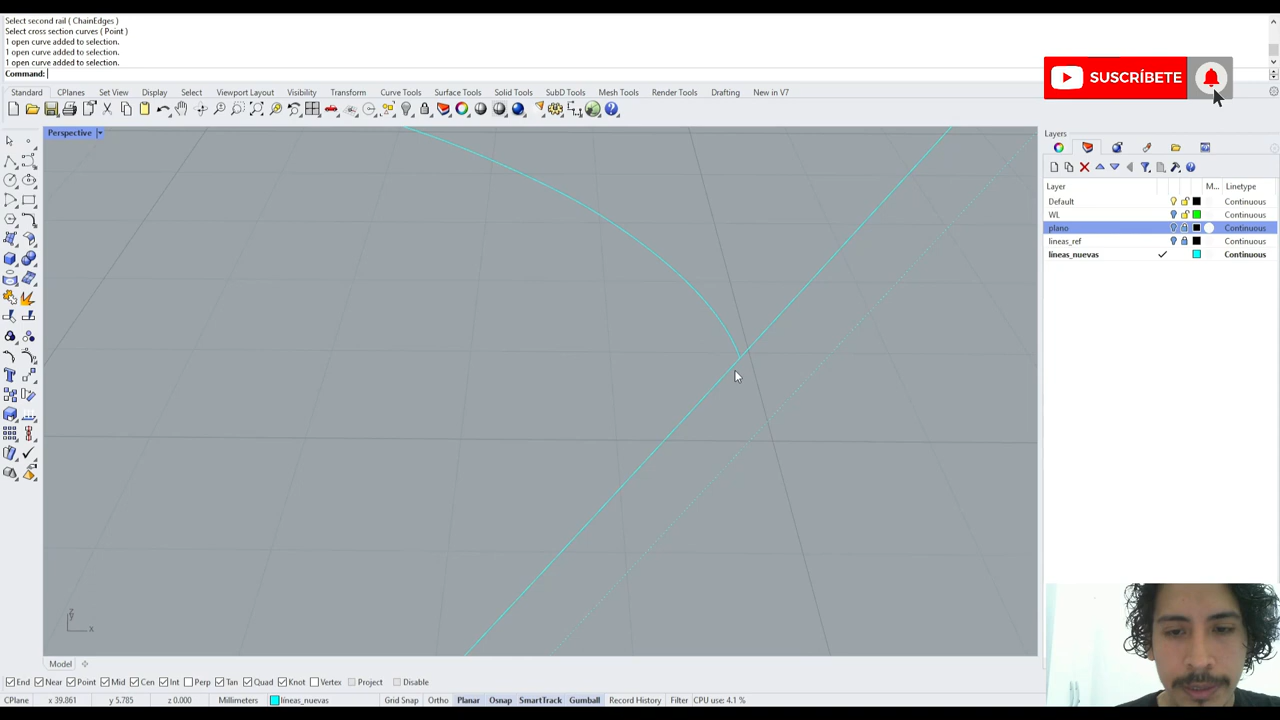 Select second rail ( ChainEdges )
Select cross section curves ( Point )
1 open curve added to selection.
1 open curve added to selection.
1 open curve added to selection.
Command:
SUSCRÍBETE
Standard CPlanes Set View Display Select Viewport Layout Visibility Transform Curve Tools Surface Tools Solid Tools SubD Tools Mesh Tools Render Tools Drafting New in V7
Perspective
Layers
Layer M... Linetype
Default Continuous
WL Continuous
plano Continuous
lineas_ref Continuous
líneas_nuevas Continuous
z
y
x
Model
End Near Point Mid Cen Int Perp Tan Quad Knot Vertex Project Disable
CPlane x 39.861 y 5.785 z 0.000 Millimeters líneas_nuevas Grid Snap Ortho Planar Osnap SmartTrack Gumball Record History Filter CPU use: 4.1 %